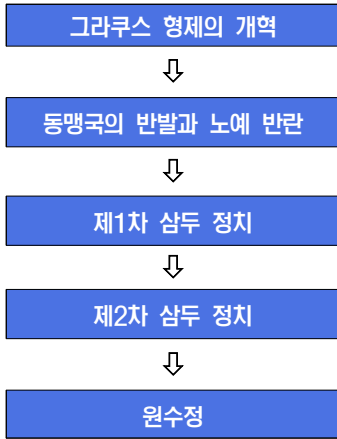 그라쿠스 형제의 개혁
동맹국의 반발과 노예 반란
제1차 삼두 정치
제2차 삼두 정치
원수정